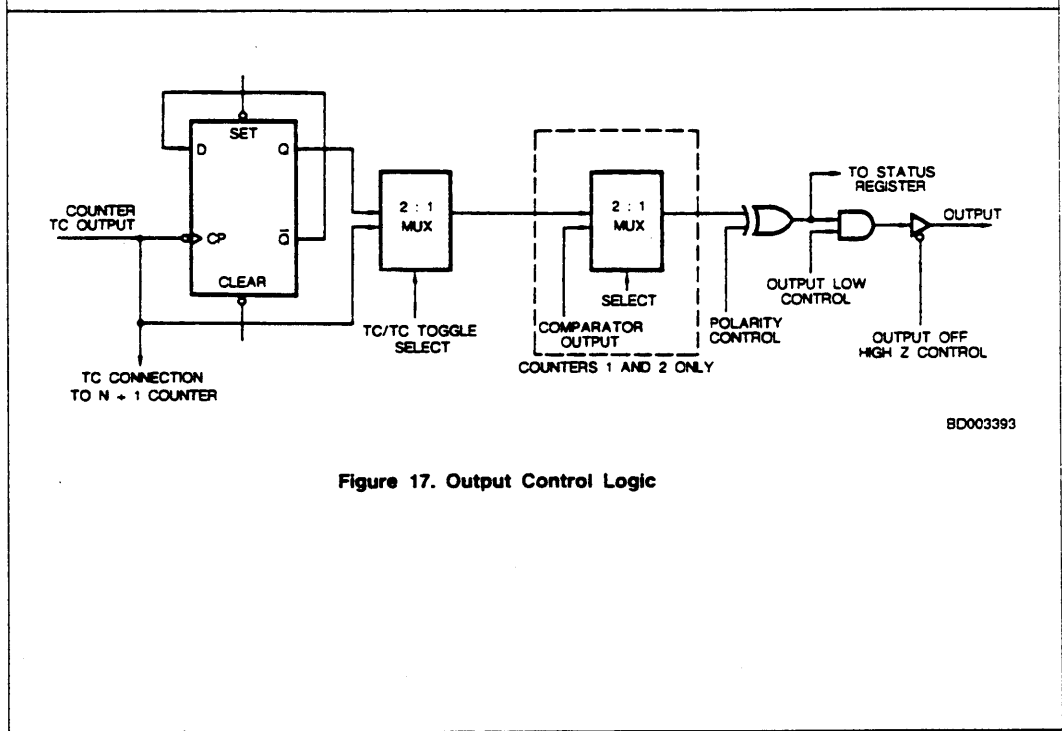 SET
D
Q
COUNTER
TC OUTPUT
CP
Q̅
CLEAR
2 : 1
MUX
TC/TC TOGGLE
SELECT
TC CONNECTION
TO N + 1 COUNTER
2 : 1
MUX
SELECT
COMPARATOR
OUTPUT
COUNTERS 1 AND 2 ONLY
POLARITY
CONTROL
TO STATUS
REGISTER
OUTPUT
OUTPUT LOW
CONTROL
OUTPUT OFF
HIGH Z CONTROL
BD003393
Figure 17. Output Control Logic